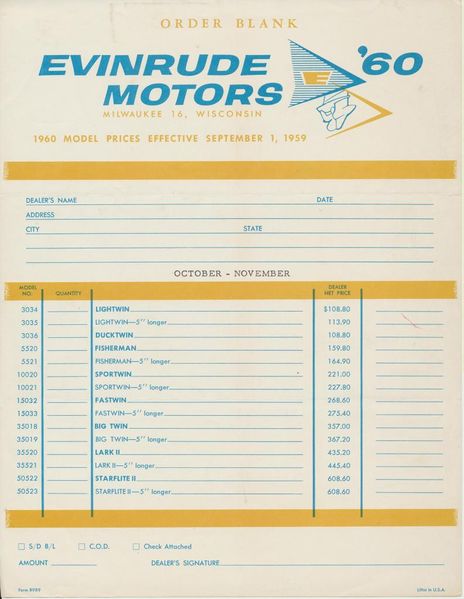 ORDER BLANK
EVINRUDE '60
MOTORS
E
MILWAUKEE 16, WISCONSIN
1960 MODEL PRICES EFFECTIVE SEPTEMBER 1, 1959
DEALER'S NAME DATE
ADDRESS
CITY STATE
OCTOBER - NOVEMBER
MODEL NO. QUANTITY DEALER NET PRICE
3034 LIGHTWIN $108.80
3035 LIGHTWIN—5" longer 113.90
3036 DUCKTWIN 108.80
5520 FISHERMAN 159.80
5521 FISHERMAN—5" longer 164.90
10020 SPORTWIN 221.00
10021 SPORTWIN—5" longer 227.80
15032 FASTWIN 268.60
15033 FASTWIN—5" longer 275.40
35018 BIG TWIN 357.00
35019 BIG TWIN—5" longer 367.20
35520 LARK II 435.20
35521 LARK II—5" longer 445.40
50522 STARFLITE II 608.60
50523 STARFLITE II—5" longer 608.60
S/D B/L C.O.D. Check Attached
AMOUNT DEALER'S SIGNATURE
Form 8989 Litho in U.S.A.